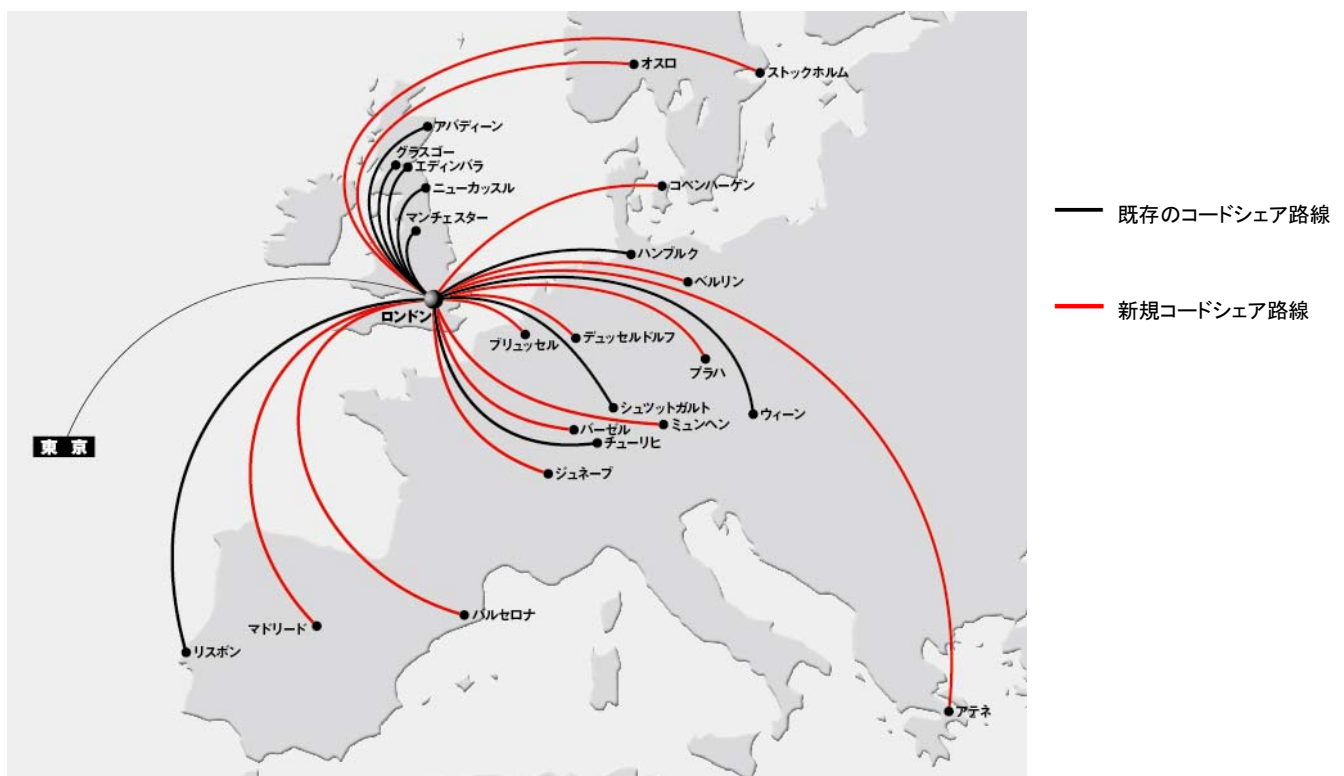 オスロ
ストックホルム
アバディーン
グラスゴー
エディンバラ
ニューカッスル
コペンハーゲン
マンチェスター
ハンブルク
ベルリン
ロンドン
ブリュッセル
デュッセルドルフ
プラハ
シュツットガルト
ウィーン
ミュンヘン
バーゼル
チューリヒ
ジュネーブ
東京
バルセロナ
マドリード
リスボン
アテネ
既存のコードシェア路線
新規コードシェア路線